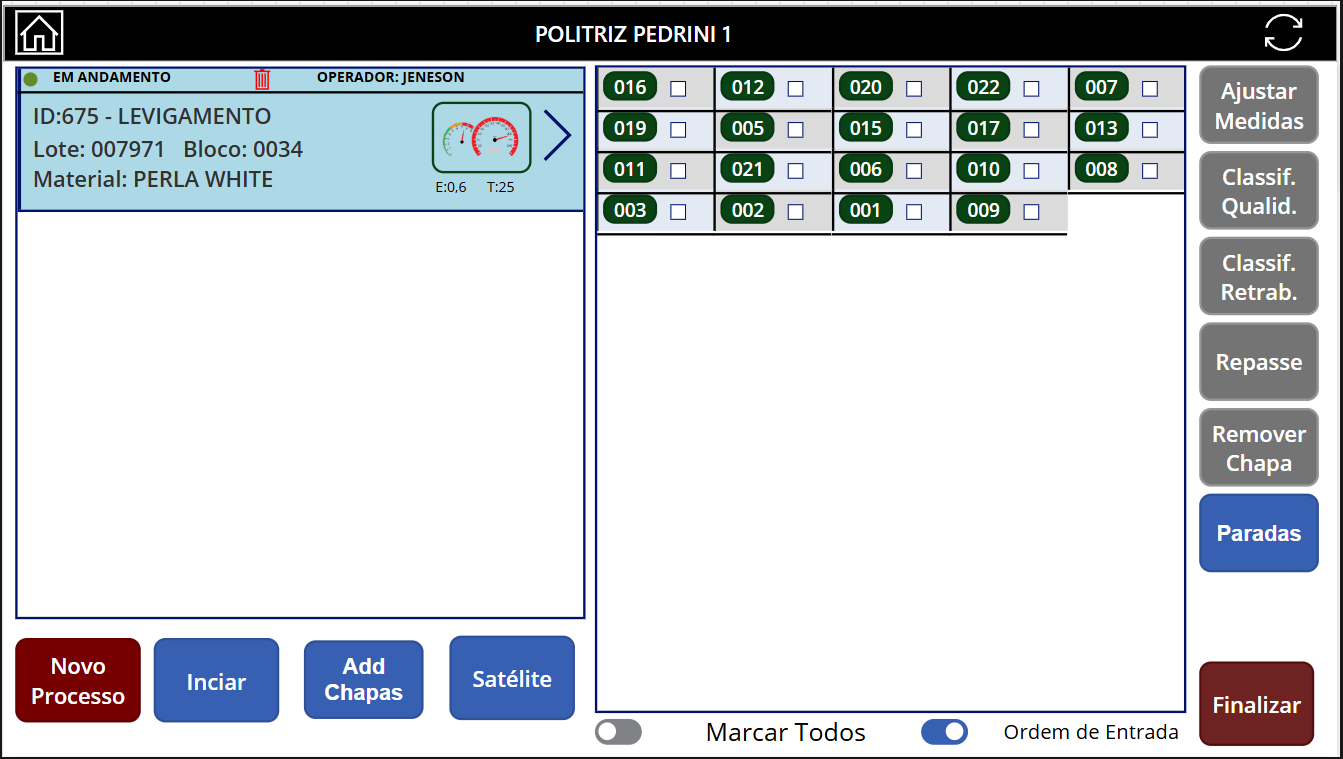 POLITRIZ PEDRINI 1
EM ANDAMENTO OPERADOR: JENESON
ID:675 - LEVIGAMENTO
Lote: 007971 Bloco: 0034
Material: PERLA WHITE
E:0,6 T:25
016 012 020 022 007
019 005 015 017 013
011 021 006 010 008
003 002 001 009
Ajustar
Medidas
Classif.
Qualid.
Classif.
Retrab.
Repasse
Remover
Chapa
Paradas
Novo
Processo
Inciar
Add
Chapas
Satélite
Marcar Todos
Ordem de Entrada
Finalizar